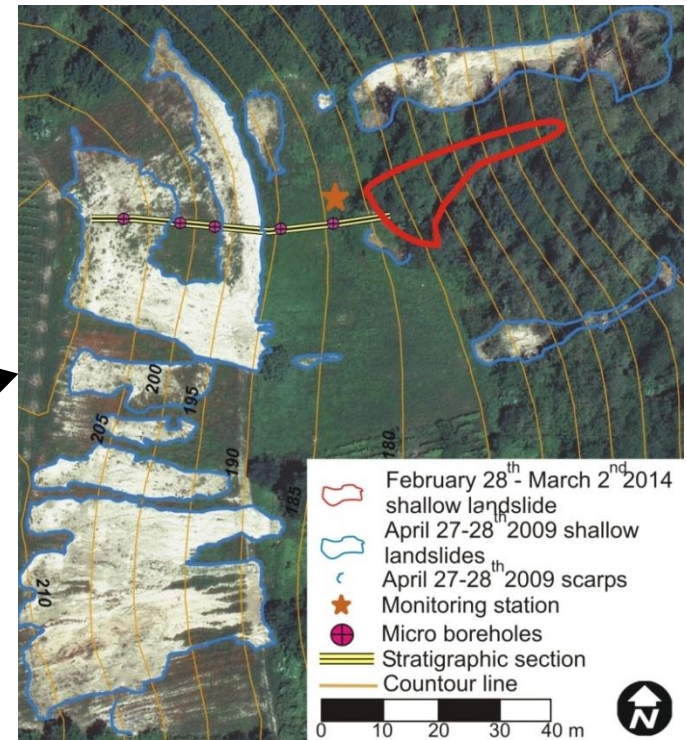 200
195
205
190
180
185
210
February 28th - March 2nd 2014
shallow landslide
April 27-28th 2009 shallow
landslides
April 27-28th 2009 scarps
Monitoring station
Micro boreholes
Stratigraphic section
Countour line
0 10 20 30 40 m
N